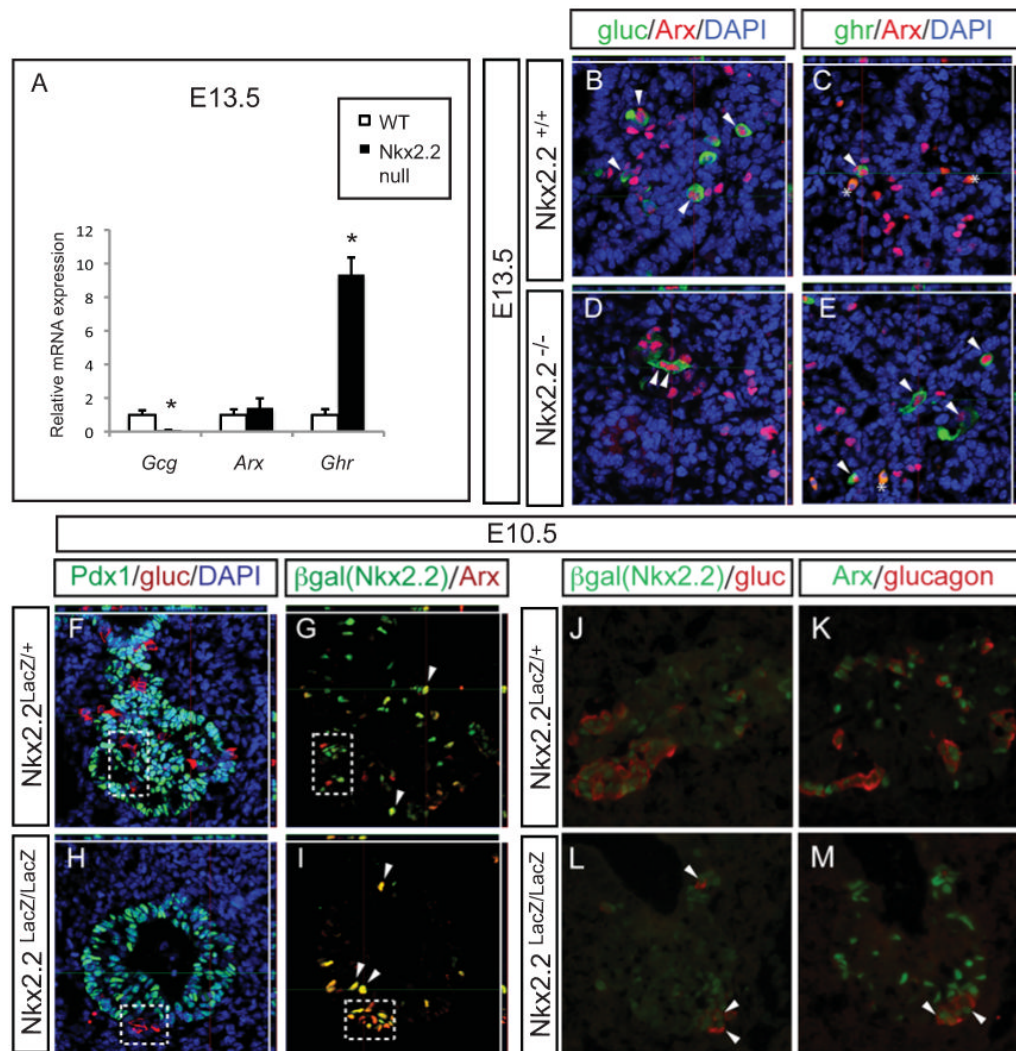 A
E13.5
WT
Nkx2.2
null
Relative mRNA expression
12
10
8
6
4
2
0
*
*
Gcg
Arx
Ghr
E13.5
gluc/Arx/DAPI
ghr/Arx/DAPI
Nkx2.2 +/+
B
C
*
*
Nkx2.2 -/-
D
E
*
E10.5
Pdx1/gluc/DAPI
βgal(Nkx2.2)/Arx
βgal(Nkx2.2)/gluc
Arx/glucagon
Nkx2.2 LacZ/+
F
G
Nkx2.2 LacZ/+
J
K
Nkx2.2 LacZ/LacZ
H
I
Nkx2.2 LacZ/LacZ
L
M